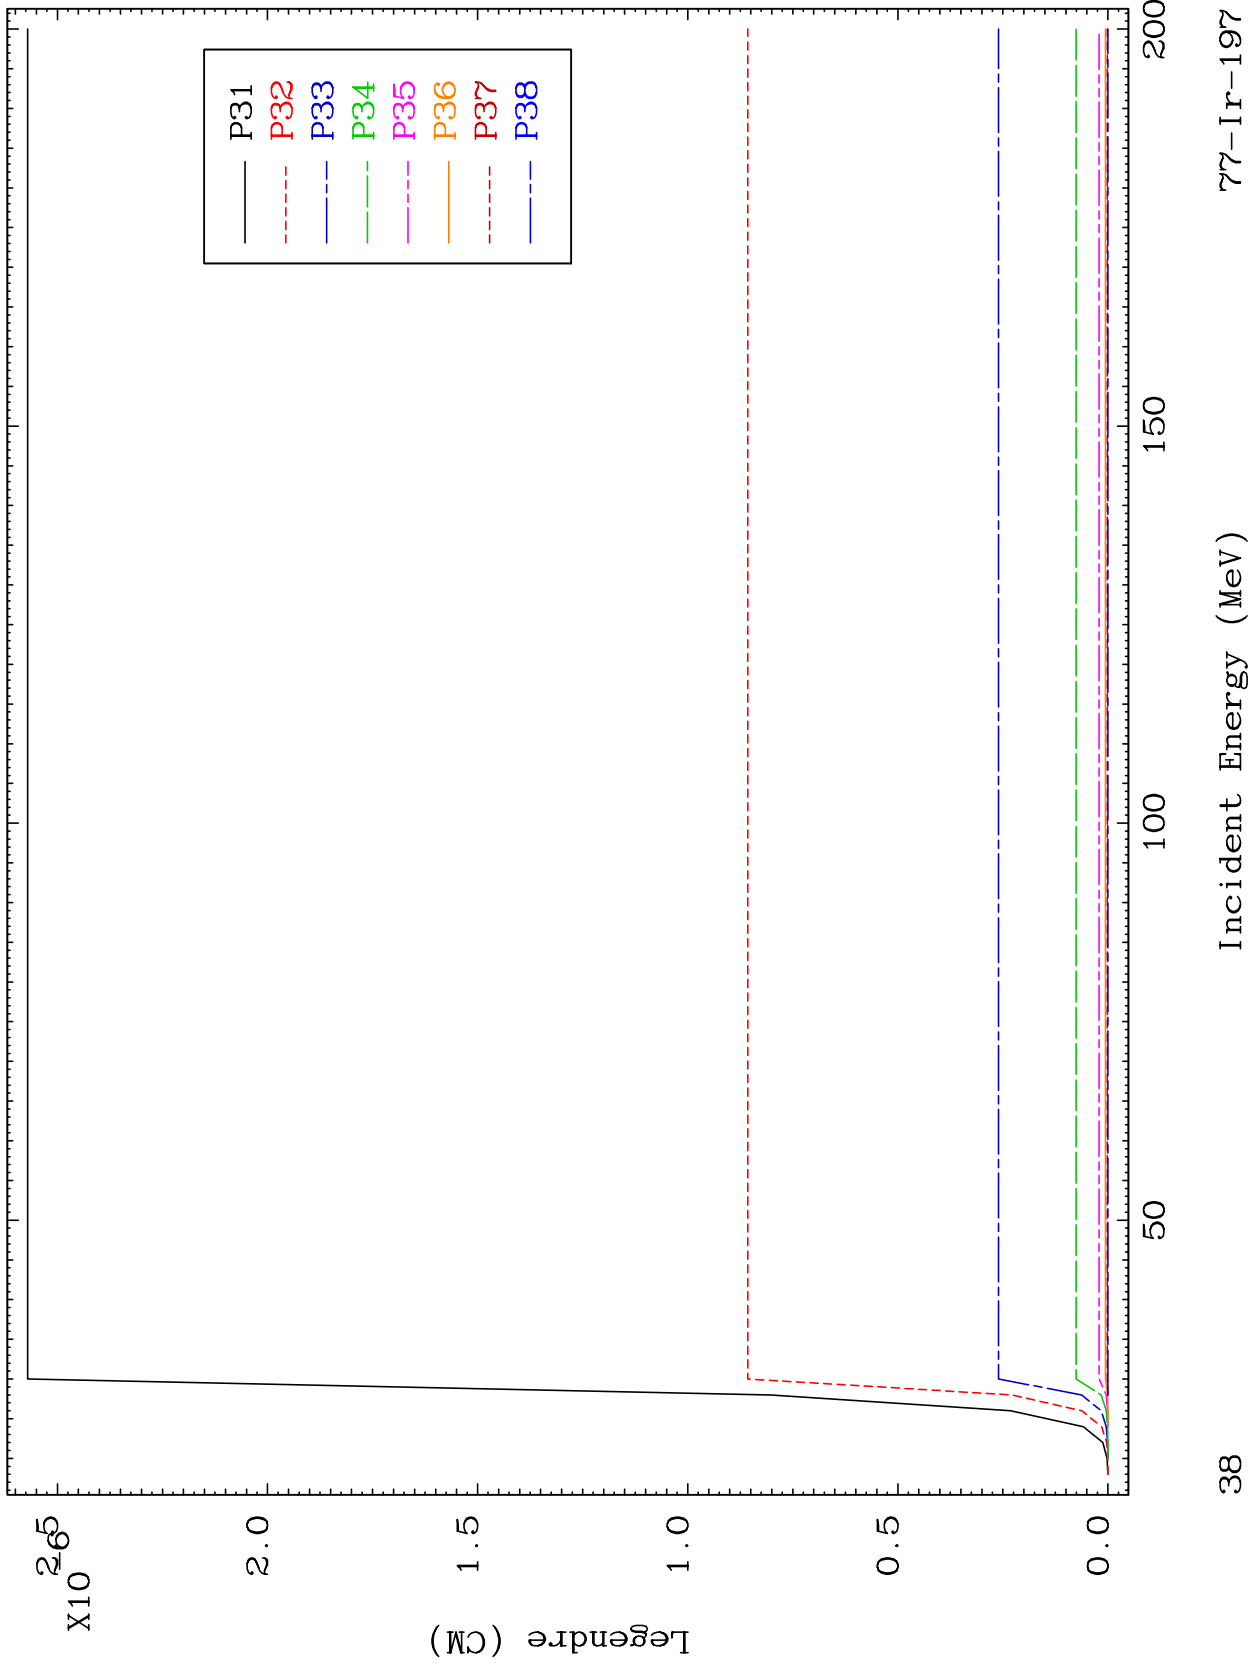 X10-6
2.5
2.0
1.5
1.0
0.5
0.0
Legendre (CM)
P31
P32
P33
P34
P35
P36
P37
P38
50 100 150 200
38 Incident Energy (MeV) 77-Ir-197